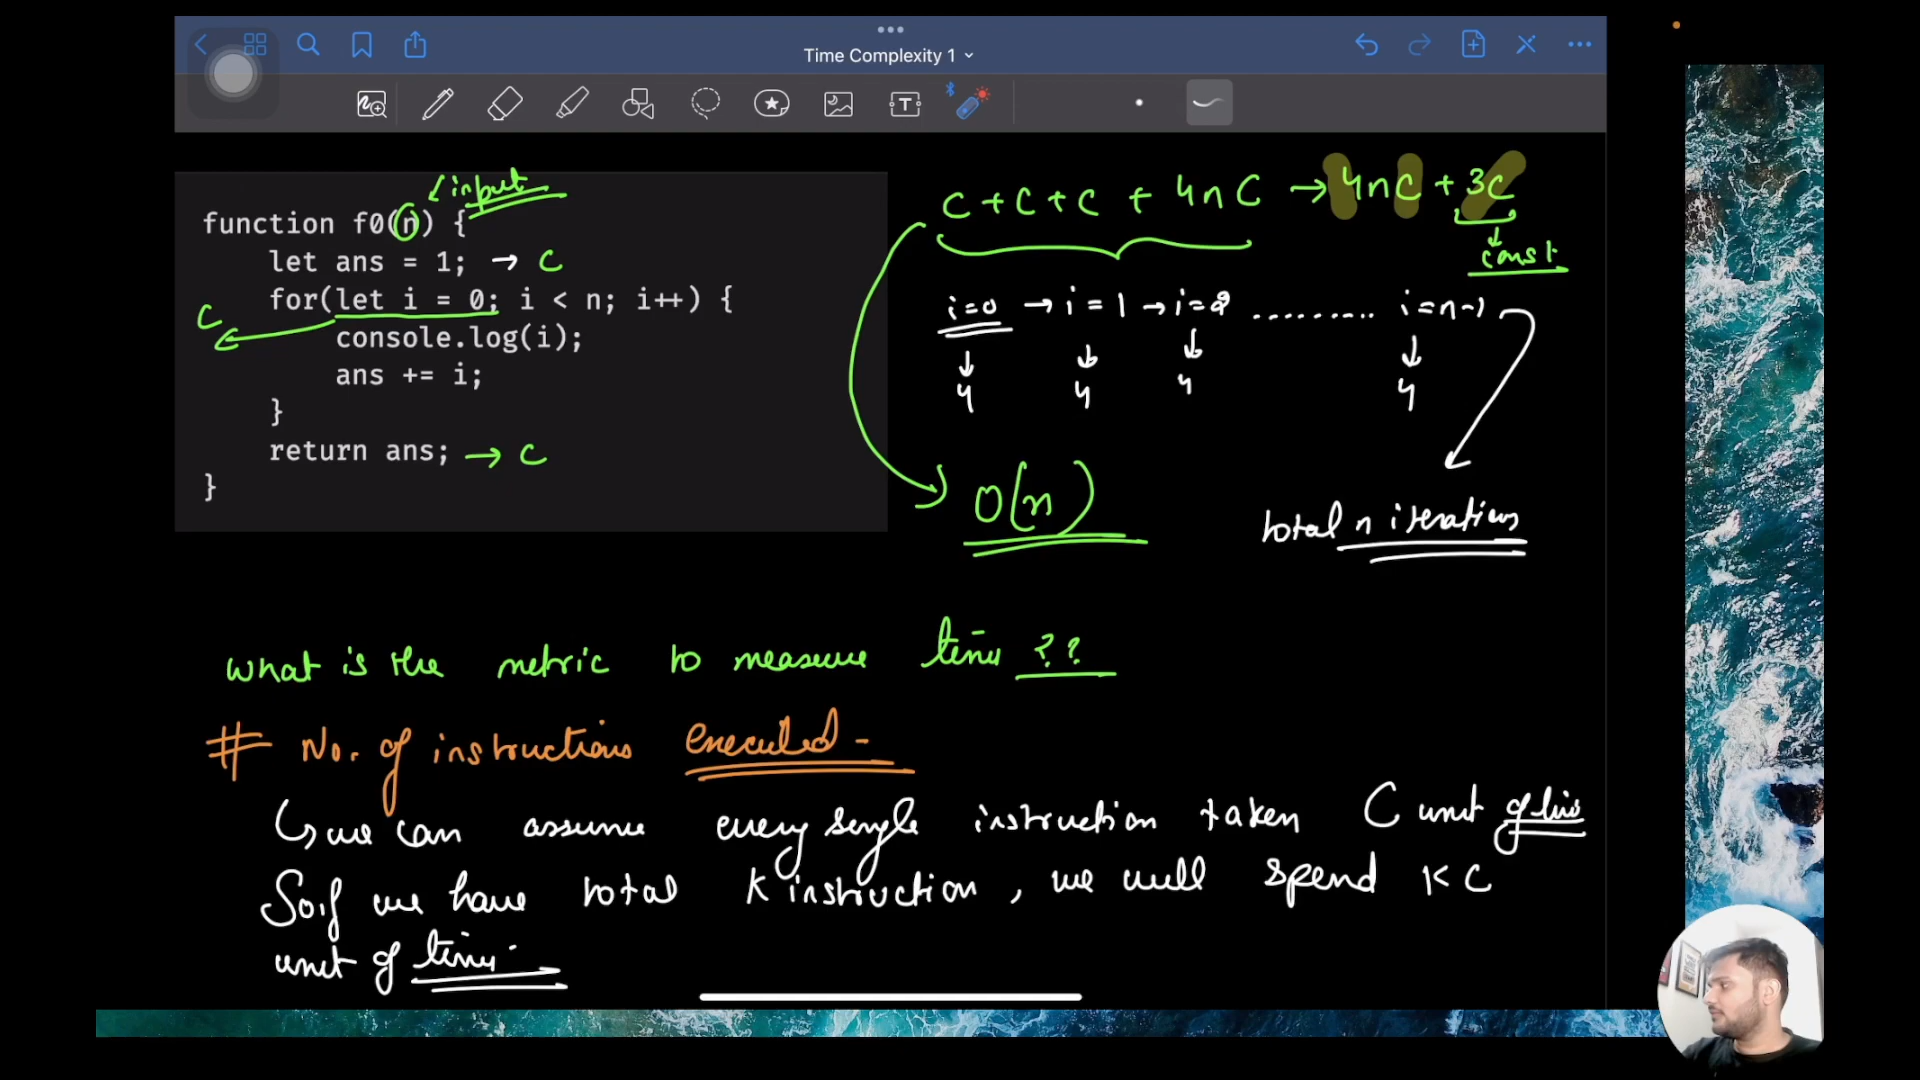 Time Complexity 1
input
function f0(n) {
let ans = 1; → C
for(let i = 0; i < n; i++) {
C
console.log(i);
ans += i;
}
return ans; → C
}
C + C + C + 4nC → 4nC + 3C
const
i=0 → i=1 → i=2 .......... i=n-1
4 4 4 4
O(n)
total n iterations
what is the metric to measure time ??
# No. of instructions executed -
↳ we can assume every single instruction taken C unit of time
So if we have total K instruction, we will spend KC
unit of time.